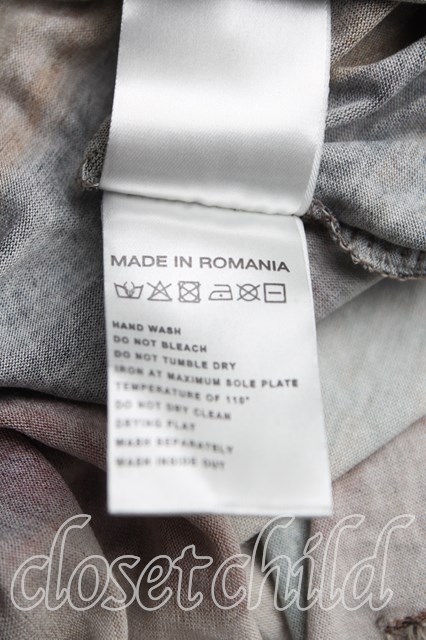 MADE IN ROMANIA
HAND WASH
DO NOT BLEACH
DO NOT TUMBLE DRY
IRON AT MAXIMUM SOLE PLATE
TEMPERATURE OF 110°
DO NOT DRY CLEAN
DRYING FLAT
WASH SEPARATELY
WASH INSIDE OUT
closetchild